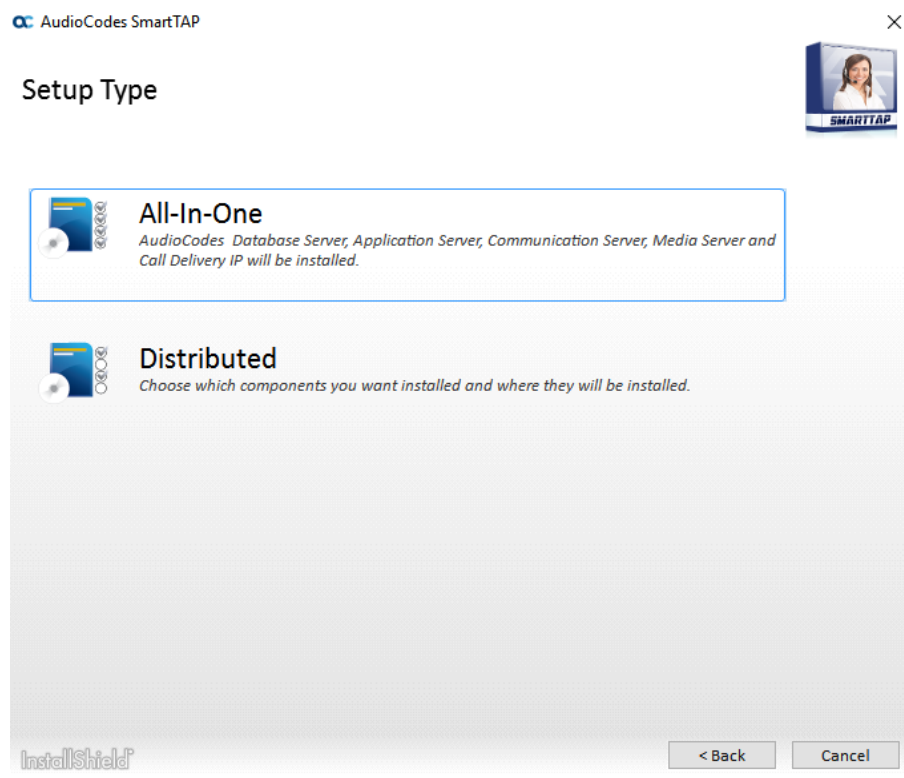 AudioCodes SmartTAP
Setup Type
SMARTTAP
All-In-One
AudioCodes  Database Server, Application Server, Communication Server, Media Server and
Call Delivery IP will be installed.
Distributed
Choose which components you want installed and where they will be installed.
InstallShield
< Back
Cancel